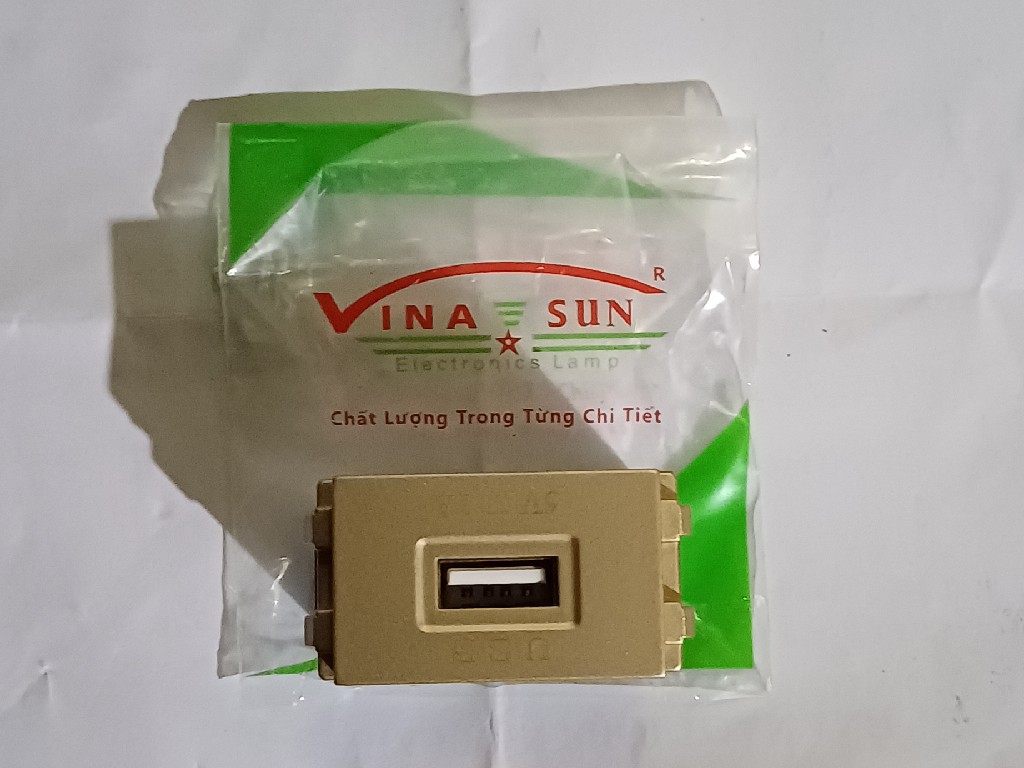 VINA SUN R
Electronics Lamp
Chất Lượng Trong Từng Chi Tiết